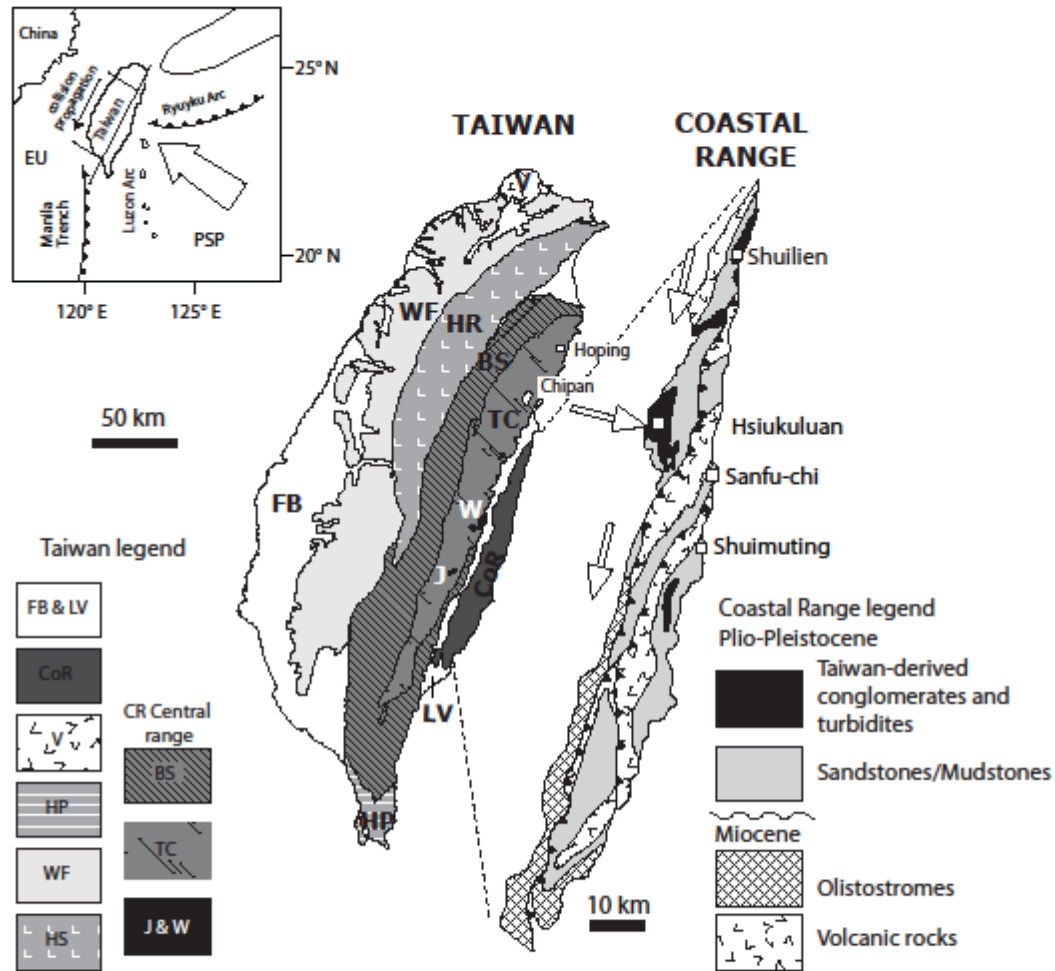 China
25° N
collision
propagation
Taiwan
Ryuyku Arc
EU
Manila
Trench
Luzon Arc
PSP
20° N
120° E
125° E
TAIWAN
COASTAL
RANGE
V
WF
HR
BS
TC
Hoping
Chipan
FB
W
J
CoR
LV
HP
50 km
Shuilien
Hsiukuluan
Sanfu-chi
Shuimuting
10 km
Taiwan legend
FB & LV
CoR
V
HP
WF
HS
CR Central
range
BS
TC
J & W
Coastal Range legend
Plio-Pleistocene
Taiwan-derived
conglomerates and
turbidites
Sandstones/Mudstones
Miocene
Olistostromes
Volcanic rocks